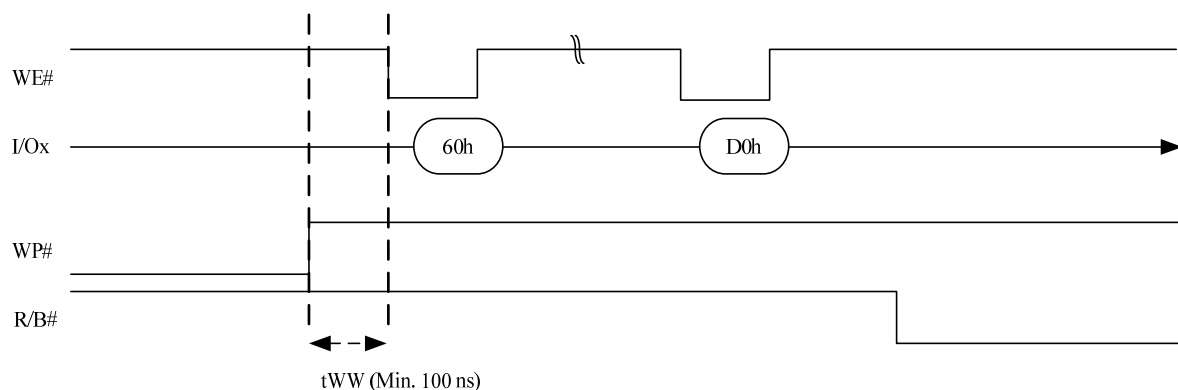 WE#
I/Ox
60h
D0h
WP#
R/B#
tWW (Min. 100 ns)